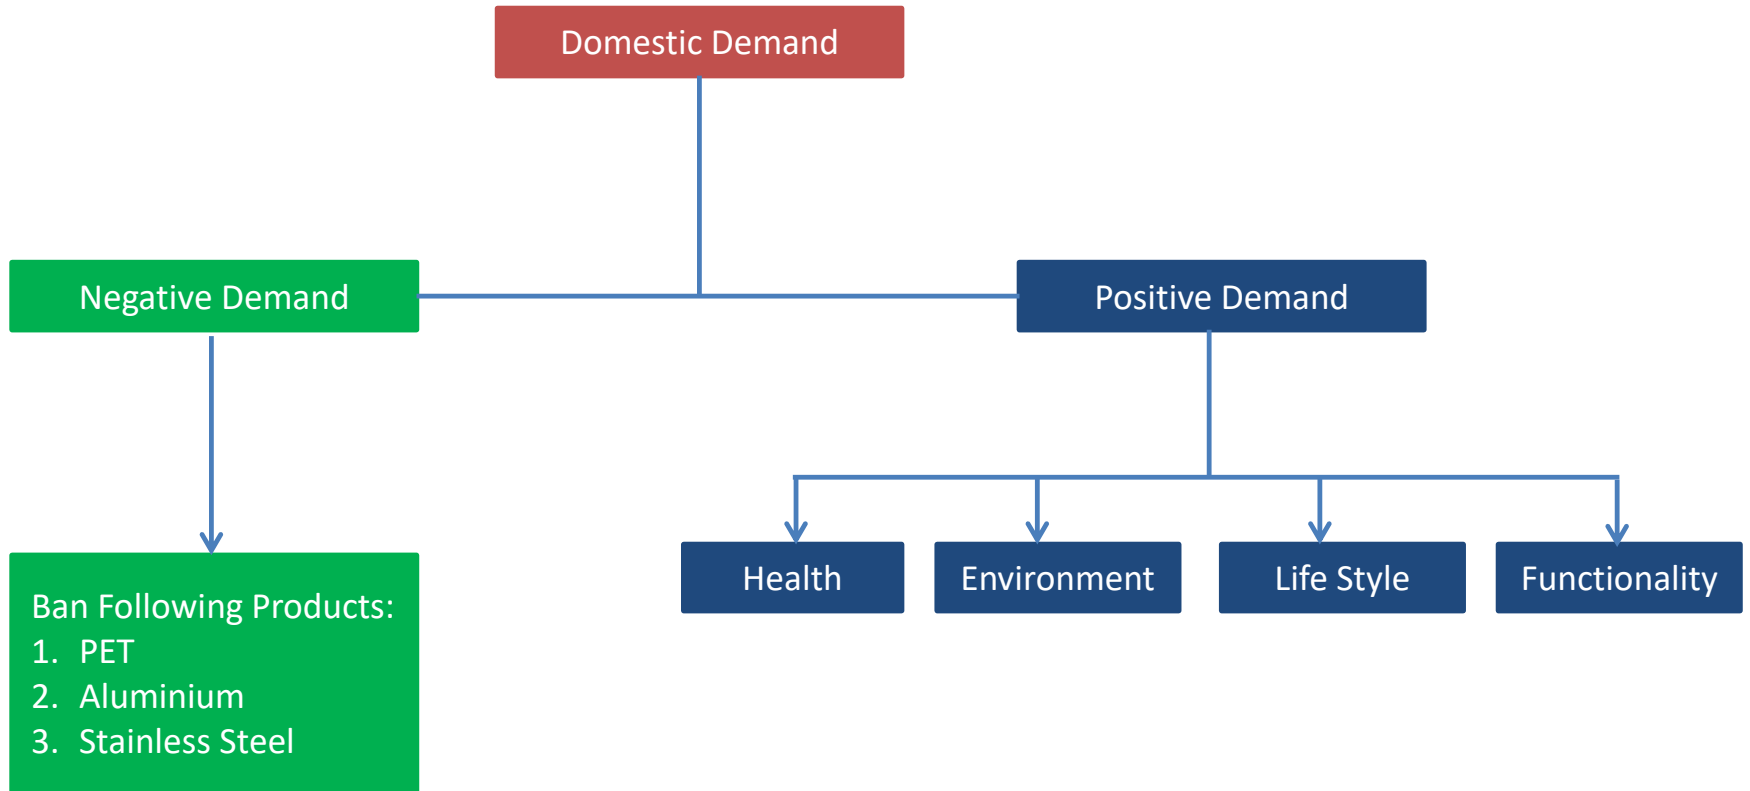 Domestic Demand
Negative Demand
Positive Demand
Health
Environment
Life Style
Functionality
Ban Following Products:
1. PET
2. Aluminium
3. Stainless Steel